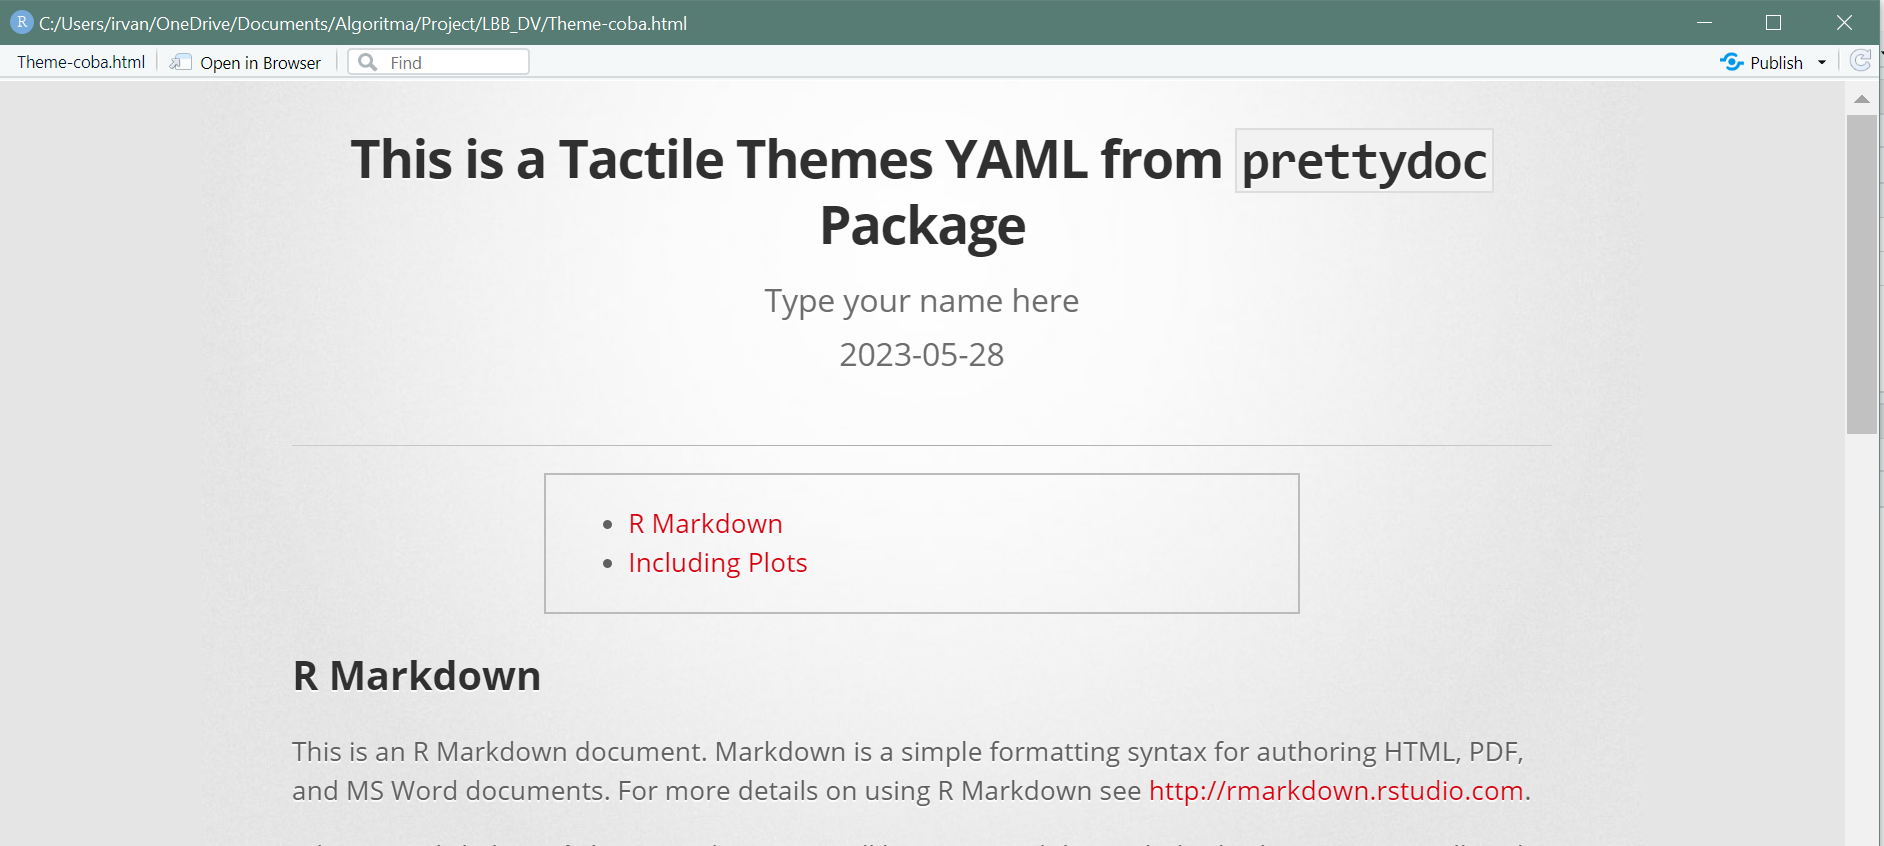 C:/Users/irvan/OneDrive/Documents/Algoritma/Project/LBB_DV/Theme-coba.html
Theme-coba.html Open in Browser Find Publish
This is a Tactile Themes YAML from prettydoc
Package
Type your name here
2023-05-28
R Markdown
Including Plots
R Markdown
This is an R Markdown document. Markdown is a simple formatting syntax for authoring HTML, PDF,
and MS Word documents. For more details on using R Markdown see http://rmarkdown.rstudio.com.